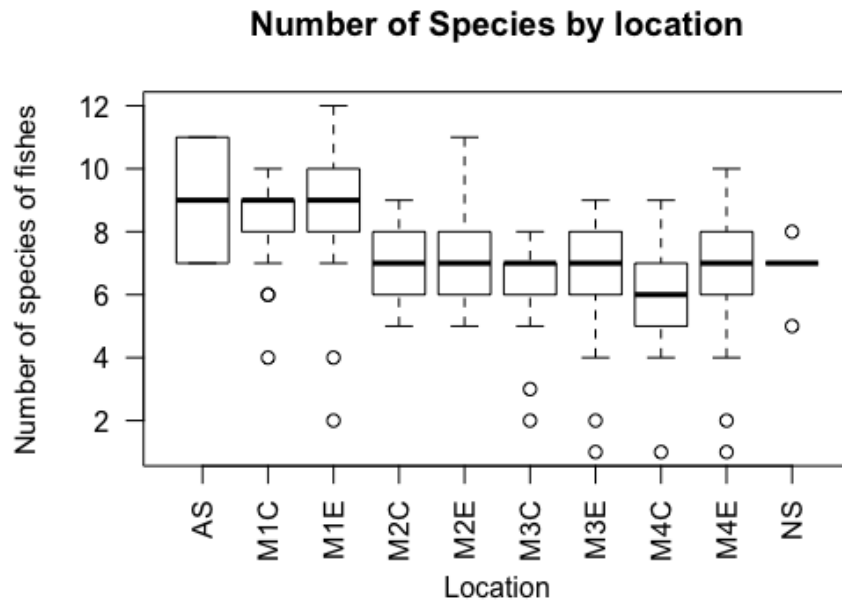 Number of Species by location
Number of species of fishes
12
10
8
6
4
2
AS
M1C
M1E
M2C
M2E
M3C
M3E
M4C
M4E
NS
Location